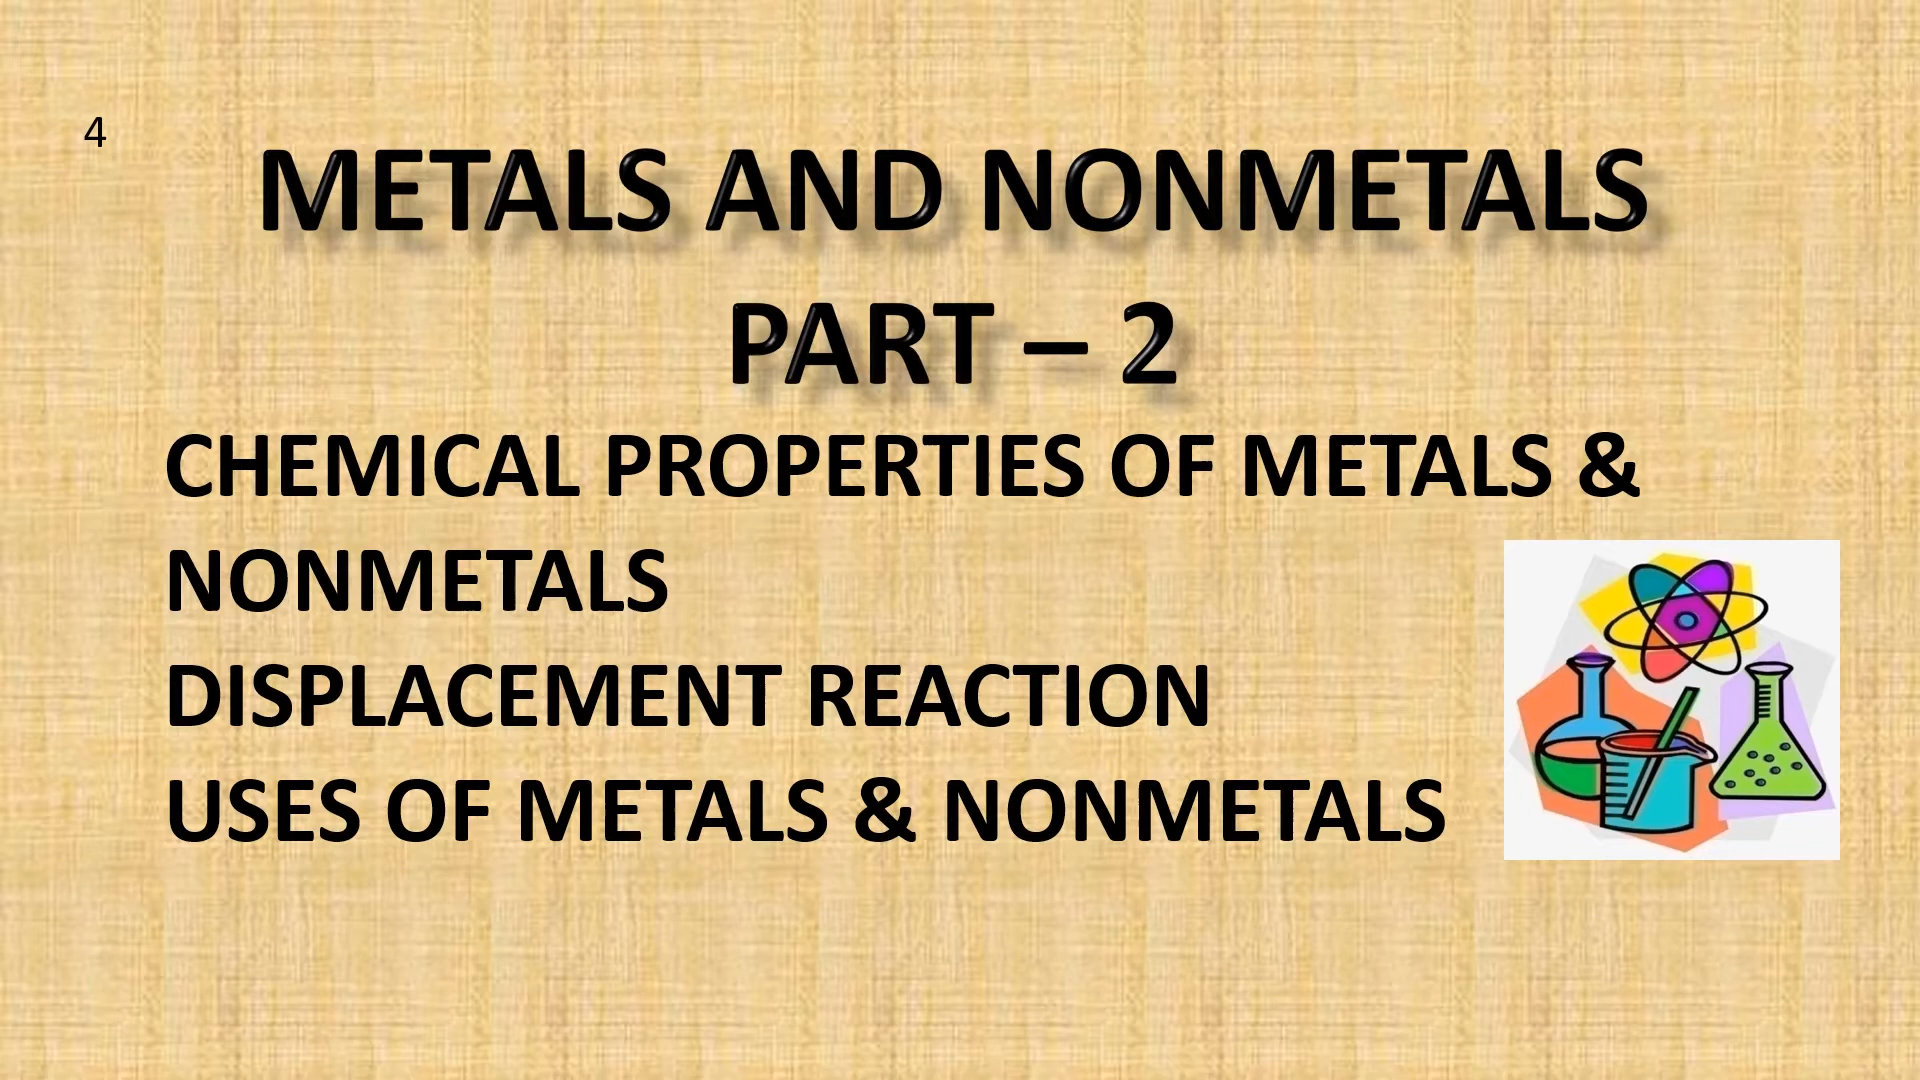 4
METALS AND NONMETALS
PART – 2
CHEMICAL PROPERTIES OF METALS &
NONMETALS
DISPLACEMENT REACTION
USES OF METALS & NONMETALS